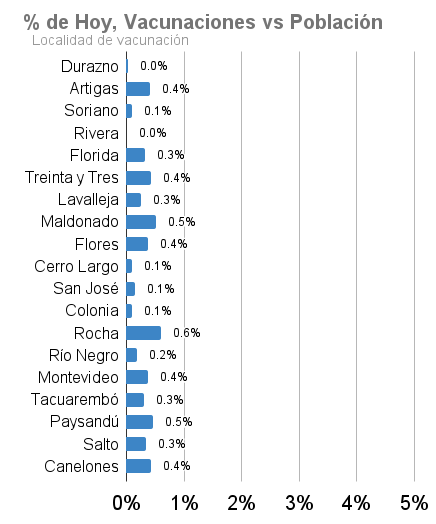 % de Hoy, Vacunaciones vs Población
Localidad de vacunación
Durazno 0.0%
Artigas 0.4%
Soriano 0.1%
Rivera 0.0%
Florida 0.3%
Treinta y Tres 0.4%
Lavalleja 0.3%
Maldonado 0.5%
Flores 0.4%
Cerro Largo 0.1%
San José 0.1%
Colonia 0.1%
Rocha 0.6%
Río Negro 0.2%
Montevideo 0.4%
Tacuarembó 0.3%
Paysandú 0.5%
Salto 0.3%
Canelones 0.4%
0% 1% 2% 3% 4% 5%